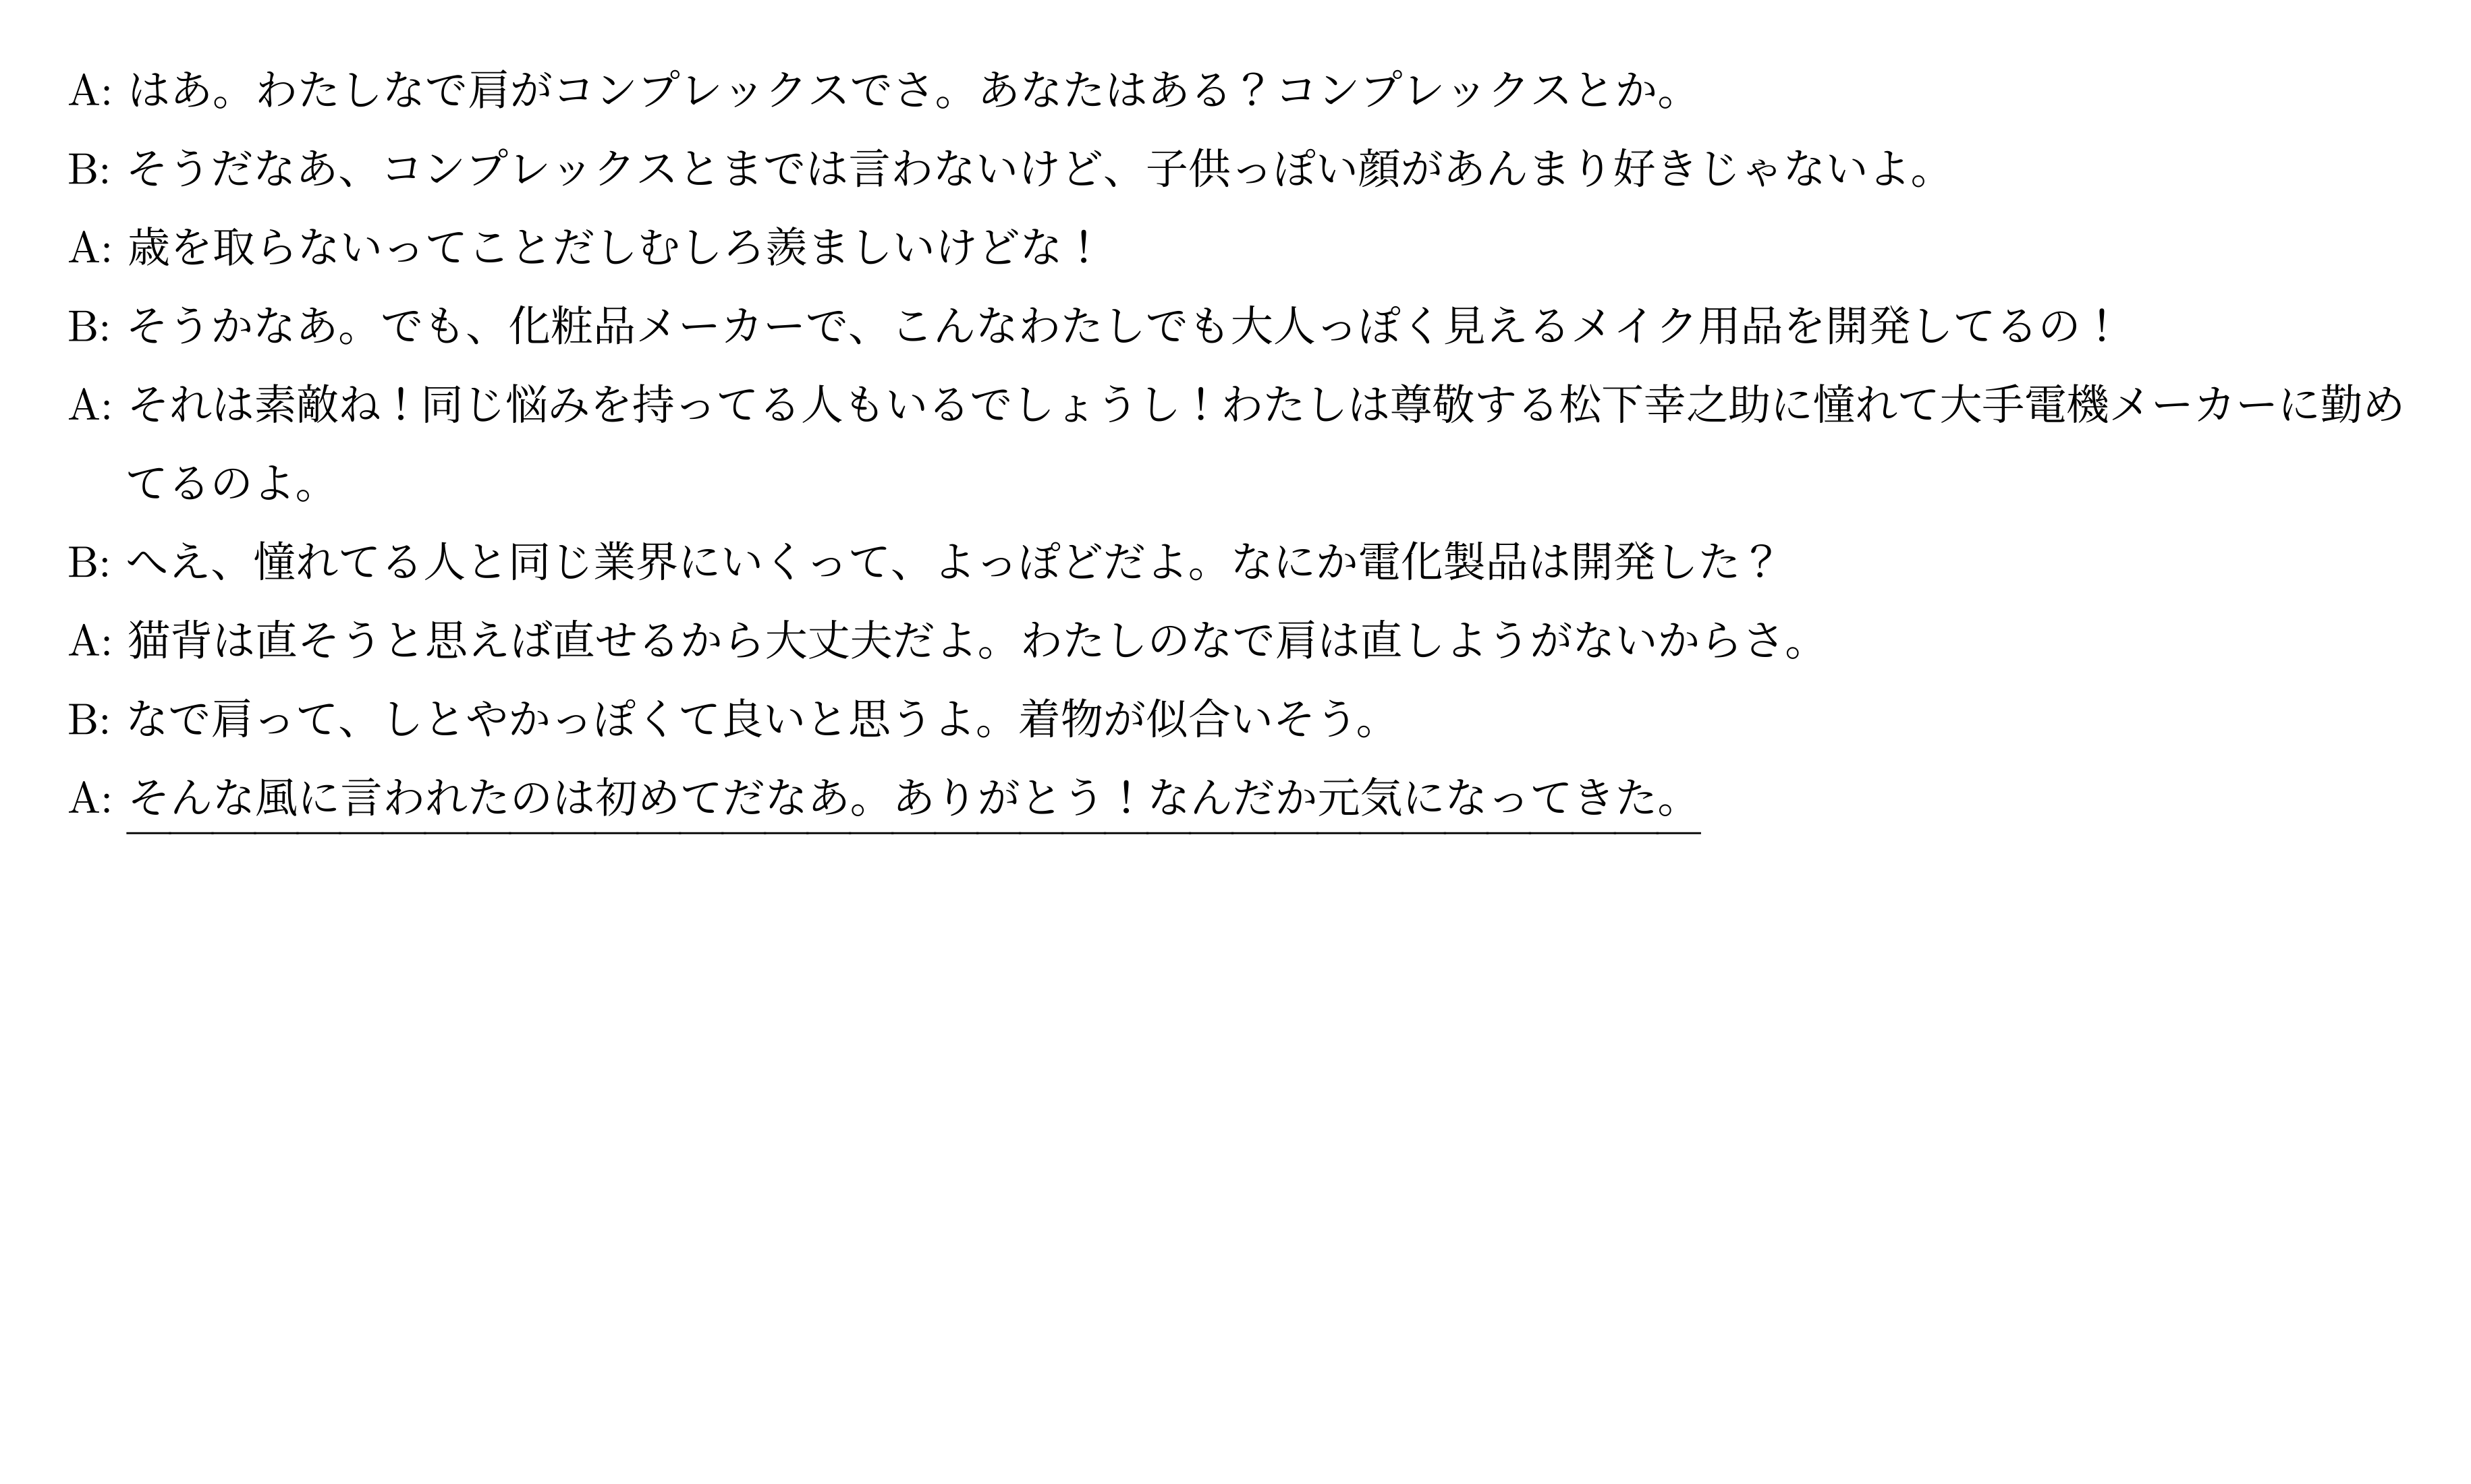 A: はあ。わたしなで肩がコンプレックスでさ。あなたはある？コンプレックスとか。
B: そうだなあ、コンプレックスとまでは言わないけど、子供っぽい顔があんまり好きじゃないよ。
A: 歳を取らないってことだしむしろ羨ましいけどな！
B: そうかなあ。でも、化粧品メーカーで、こんなわたしでも大人っぽく見えるメイク用品を開発してるの！
A: それは素敵ね！同じ悩みを持ってる人もいるでしょうし！わたしは尊敬する松下幸之助に憧れて大手電機メーカーに勤め
てるのよ。
B: へえ、憧れてる人と同じ業界にいくって、よっぽどだよ。なにか電化製品は開発した？
A: 猫背は直そうと思えば直せるから大丈夫だよ。わたしのなで肩は直しようがないからさ。
B: なで肩って、しとやかっぽくて良いと思うよ。着物が似合いそう。
A: そんな風に言われたのは初めてだなあ。ありがとう！なんだか元気になってきた。